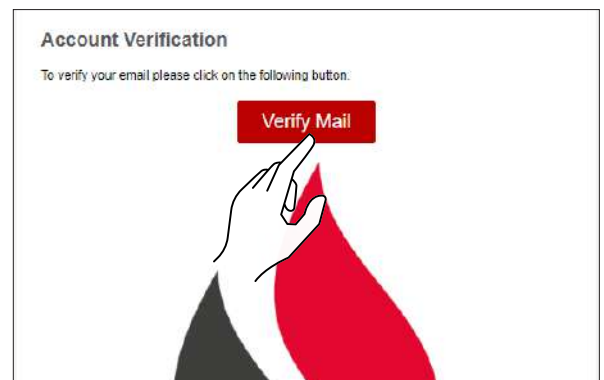 Account Verification
To verify your email please click on the following button.
Verify Mail